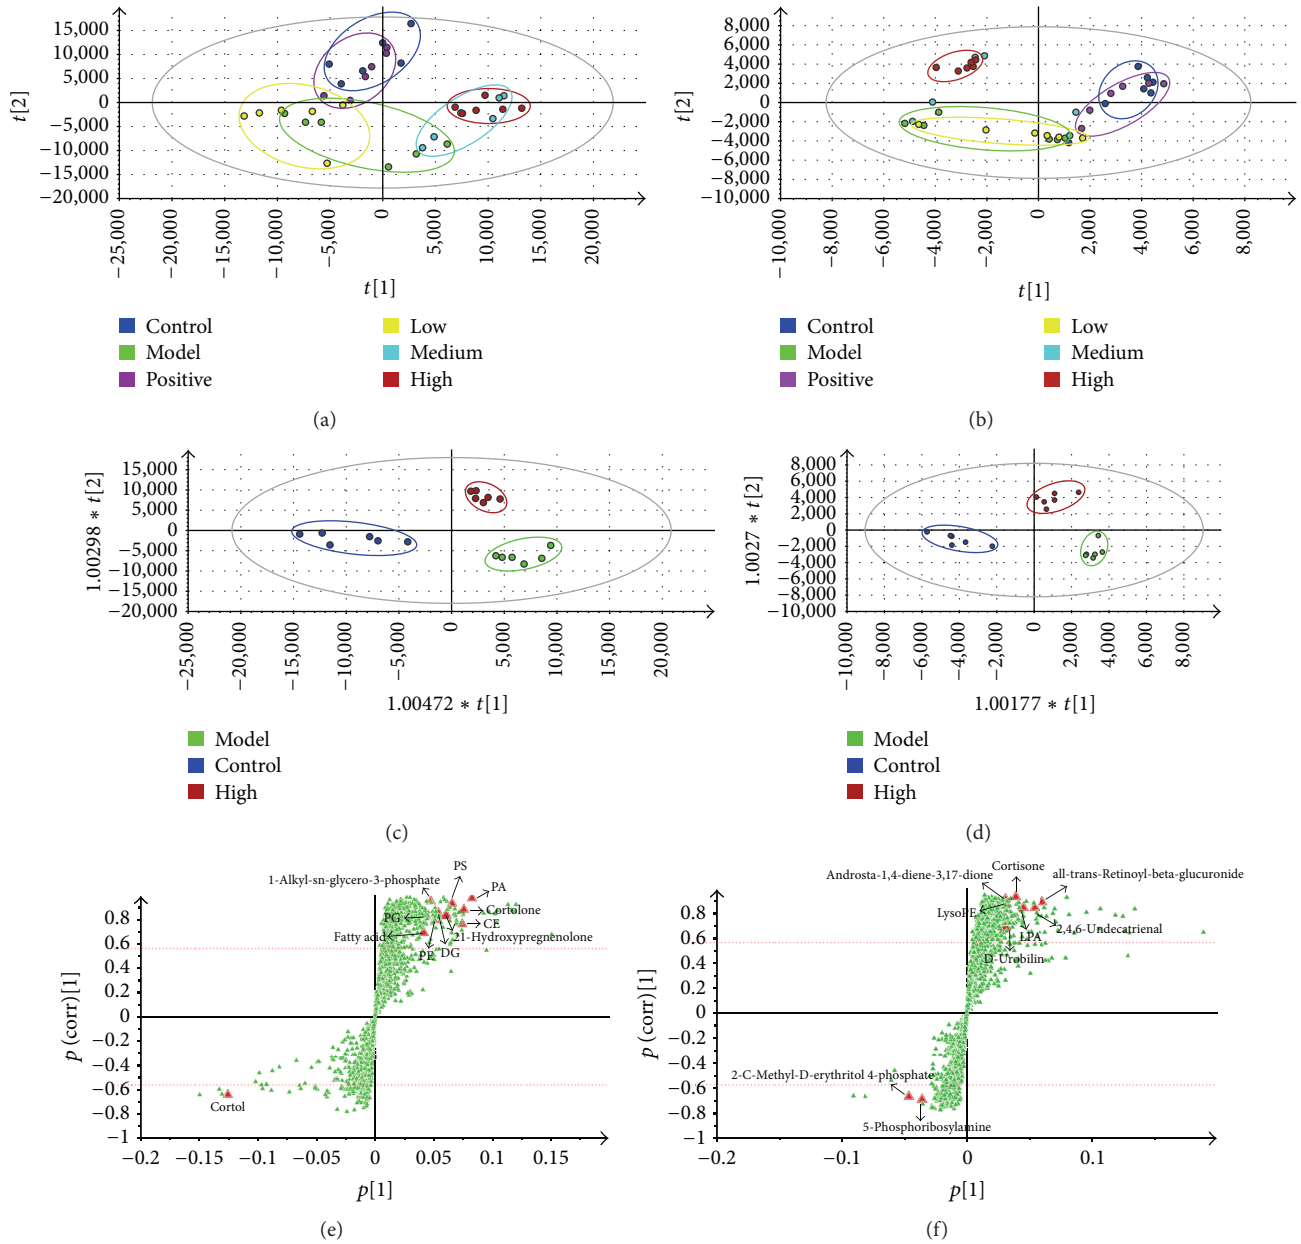 15,000
10,000
5,000
0
−5,000
−10,000
−15,000
−20,000
t[2]
−25,000
−20,000
−15,000
−10,000
−5,000
0
5,000
10,000
15,000
20,000
t[1]
Control
Model
Positive
Low
Medium
High
(a)
8,000
6,000
4,000
2,000
0
−2,000
−4,000
−6,000
−8,000
−10,000
t[2]
−10,000
−8,000
−6,000
−4,000
−2,000
0
2,000
4,000
6,000
8,000
t[1]
Control
Model
Positive
Low
Medium
High
(b)
15,000
10,000
5,000
0
−5,000
−10,000
−15,000
−20,000
1.00298 * t[2]
−25,000
−20,000
−15,000
−10,000
−5,000
0
5,000
10,000
15,000
20,000
1.00472 * t[1]
Model
Control
High
(c)
8,000
6,000
4,000
2,000
0
−2,000
−4,000
−6,000
−8,000
−10,000
1.0027 * t[2]
−10,000
−8,000
−6,000
−4,000
−2,000
0
2,000
4,000
6,000
8,000
1.00177 * t[1]
Model
Control
High
(d)
0.8
0.6
0.4
0.2
0
−0.2
−0.4
−0.6
−0.8
−1
p (corr)[1]
PS
1-Alkyl-sn-glycero-3-phosphate
PA
PG
Cortolone
CE
Fatty acid
21-Hydroxypregnenolone
PE
DG
Cortol
−0.2
−0.15
−0.1
−0.05
0
0.05
0.1
0.15
p[1]
(e)
0.8
0.6
0.4
0.2
0
−0.2
−0.4
−0.6
−0.8
−1
p (corr)[1]
Cortisone
Androsta-1,4-diene-3,17-dione
all-trans-Retinoyl-beta-glucuronide
LysoPE
2,4,6-Undecatrienal
LPA
D-Urobilin
2-C-Methyl-D-erythritol 4-phosphate
5-Phosphoribosylamine
−0.2
−0.1
0
0.1
p[1]
(f)